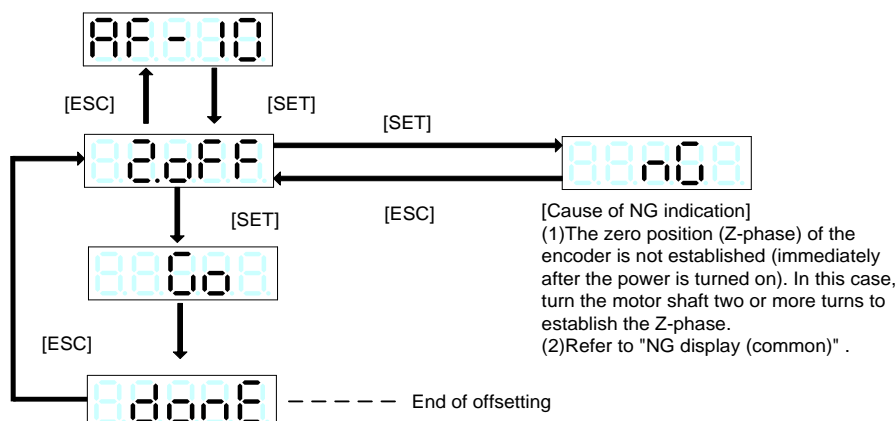 AF-10
[ESC]
[SET]
[SET]
2.oFF
nG
[SET]
[ESC]
[Cause of NG indication]
(1)The zero position (Z-phase) of the
encoder is not established (immediately
after the power is turned on). In this case,
turn the motor shaft two or more turns to
establish the Z-phase.
(2)Refer to "NG display (common)" .
Go
[ESC]
donE
End of offsetting